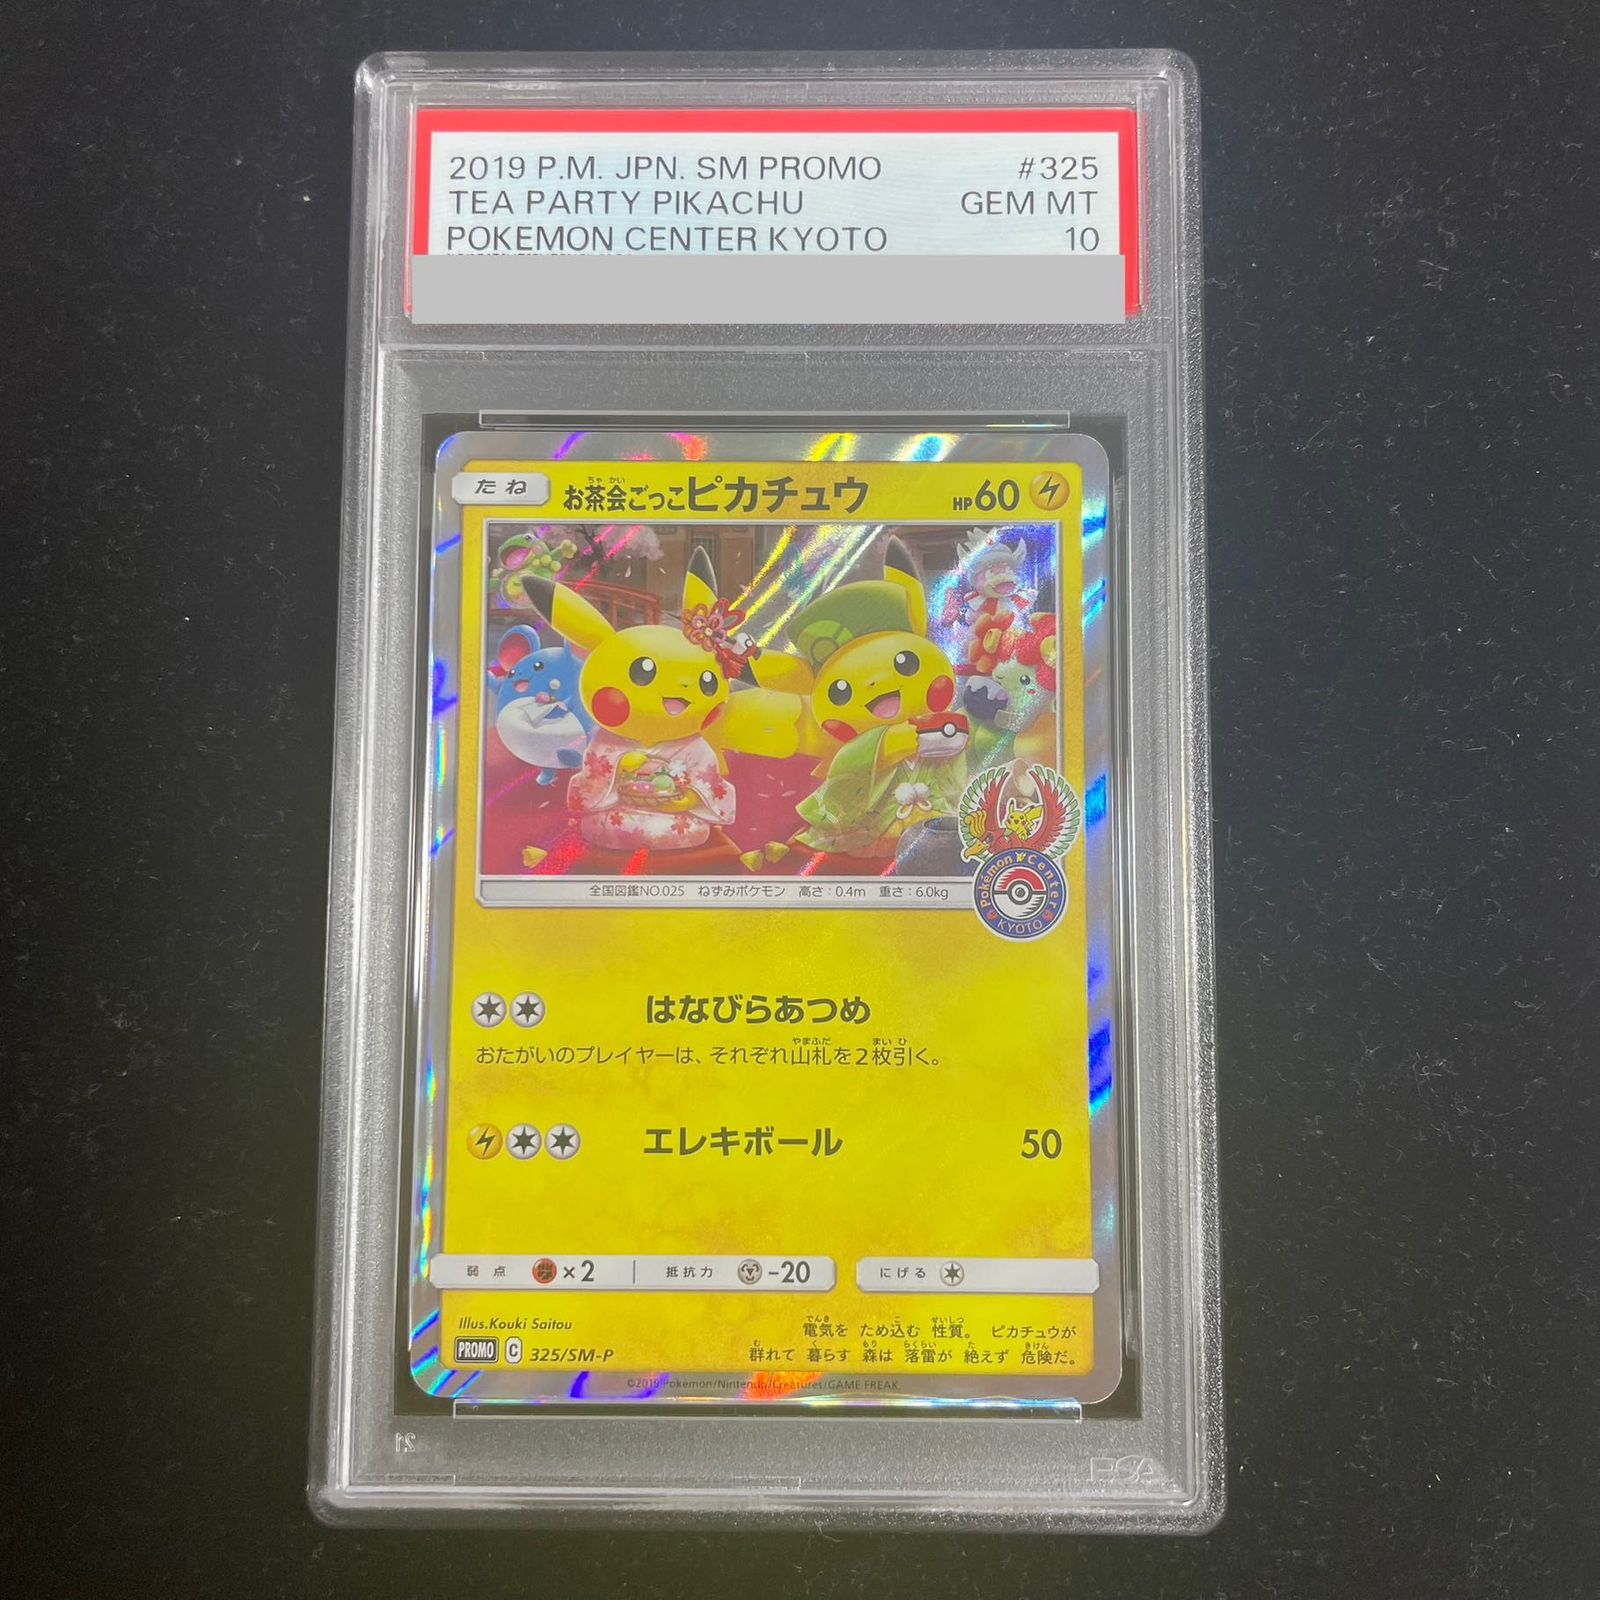 2019 P.M. JPN. SM PROMO #325
TEA PARTY PIKACHU GEM MT
POKEMON CENTER KYOTO 10
たね お茶会ごっこピカチュウ HP60
ちゃ かい
Pokémon Center
KYOTO
全国図鑑NO.025 ねずみポケモン 高さ:0.4m 重さ:6.0kg
はなびらあつめ
やまふだ まい ひ
おたがいのプレイヤーは、それぞれ山札を2枚引く。
エレキボール 50
弱点 ×2 抵抗力 -20 にげる
Illus.Kouki Saitou
でんき こ せいしつ
電気を ため込む 性質。 ピカチュウが
む く もり らくらい た きけん
群れて 暮らす 森は 落雷が 絶えず 危険だ。
PROMO C 325/SM-P
©2019 Pokémon/Nintendo/Creatures/GAME FREAK
21
PSA